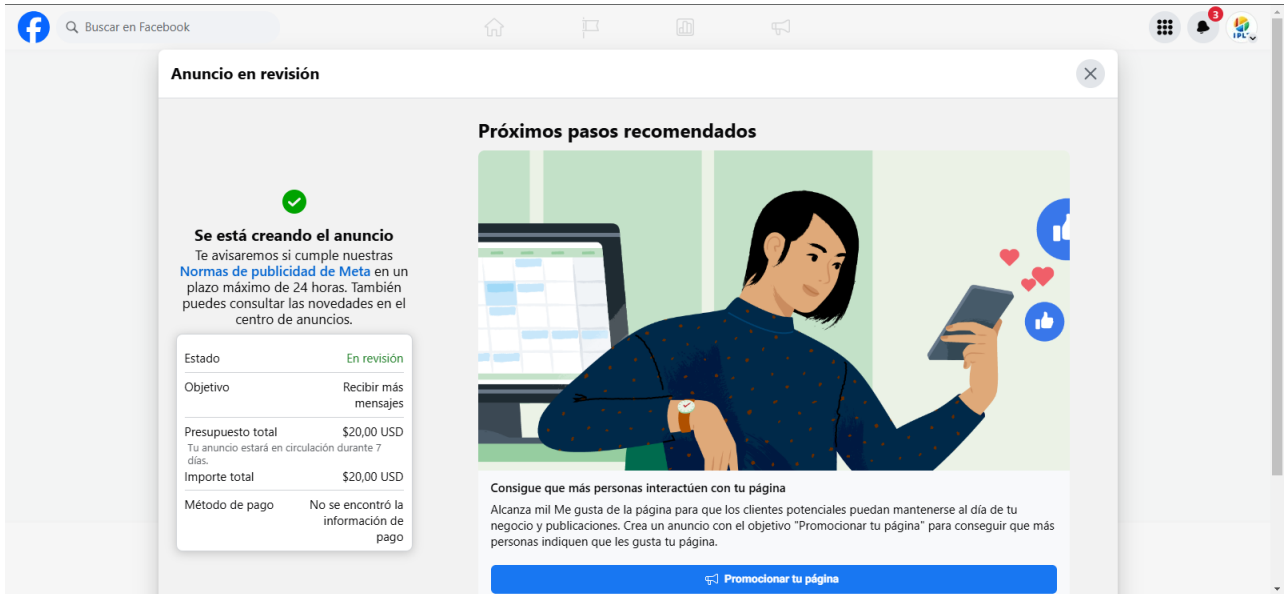 Buscar en Facebook
3
IPL
Anuncio en revisión
Próximos pasos recomendados
Se está creando el anuncio
Te avisaremos si cumple nuestras
Normas de publicidad de Meta en un
plazo máximo de 24 horas. También
puedes consultar las novedades en el
centro de anuncios.
Estado En revisión
Objetivo Recibir más
mensajes
Presupuesto total $20,00 USD
Tu anuncio estará en circulación durante 7
días.
Importe total $20,00 USD
Método de pago No se encontró la
información de
pago
Consigue que más personas interactúen con tu página
Alcanza mil Me gusta de la página para que los clientes potenciales puedan mantenerse al día de tu
negocio y publicaciones. Crea un anuncio con el objetivo "Promocionar tu página" para conseguir que más
personas indiquen que les gusta tu página.
Promocionar tu página